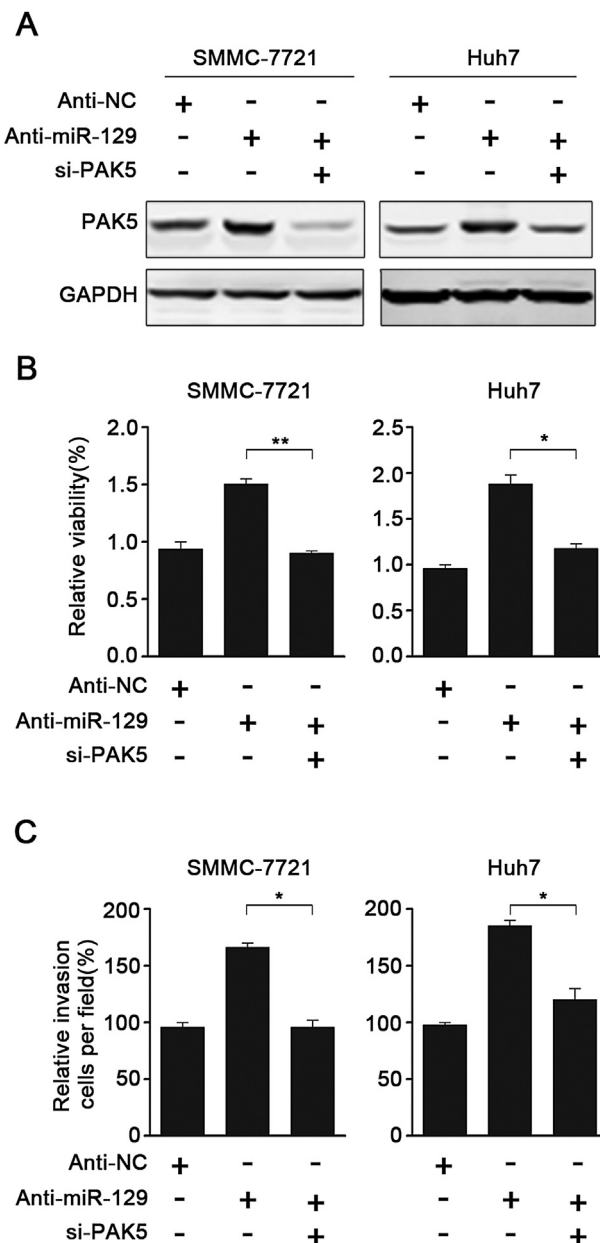 A
SMMC-7721 Huh7
Anti-NC + - - + - -
Anti-miR-129 - + + - + +
si-PAK5 - - + - - +
PAK5
GAPDH
B
SMMC-7721 Huh7
Relative viability(%)
2.0
1.5
1.0
0.5
0.0
**
2.5
2.0
1.5
1.0
0.5
0.0
*
Anti-NC + - - + - -
Anti-miR-129 - + + - + +
si-PAK5 - - + - - +
C
SMMC-7721 Huh7
Relative invasion
cells per field(%)
200
150
100
50
0
*
200
150
100
50
0
*
Anti-NC + - - + - -
Anti-miR-129 - + + - + +
si-PAK5 - - + - - +